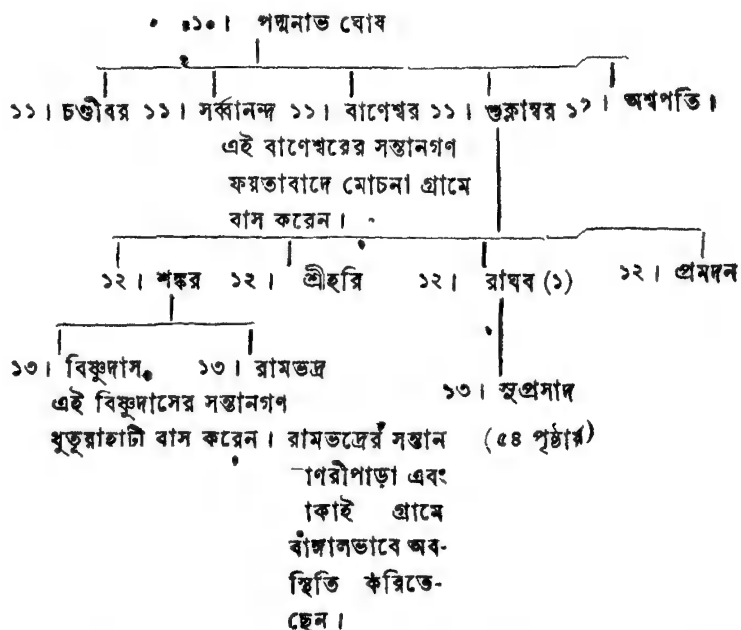 ১০। পদ্মনাভ ঘোষ
১১। চণ্ডীবর ১১। সর্ব্বানন্দ ১১। বাণেশ্বর ১১। শুক্লাম্বর ১১। অশ্বপতি।
এই বাণেশ্বরের সন্তানগণ
ফয়তাবাদে মোচনা গ্রামে
বাস করেন।
১২। শঙ্কর ১২। শ্রীহরি ১২। রাঘব (১) ১২। প্রমদন
১৩। বিষ্ণুদাস ১৩। রামভদ্র
১৩। সুপ্রসাদ
এই বিষ্ণুদাসের সন্তানগণ
ধুতুরাহাটী বাস করেন। রামভদ্রের সন্তান (৫৪ পৃষ্ঠায়)
ণরীপাড়া এবং
াকাই গ্রামে
বাঙ্গালভাবে অব-
স্থিতি করিতে-
ছেন।